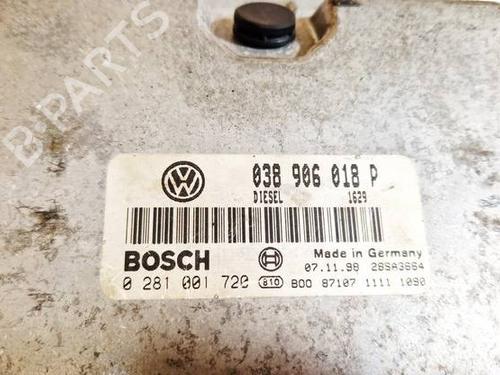 B-PARTS
038 906 018 P
DIESEL 1629
BOSCH
Made in Germany
07.11.98 28SA3664
0 281 001 720 810 B00 87107 1111 1090